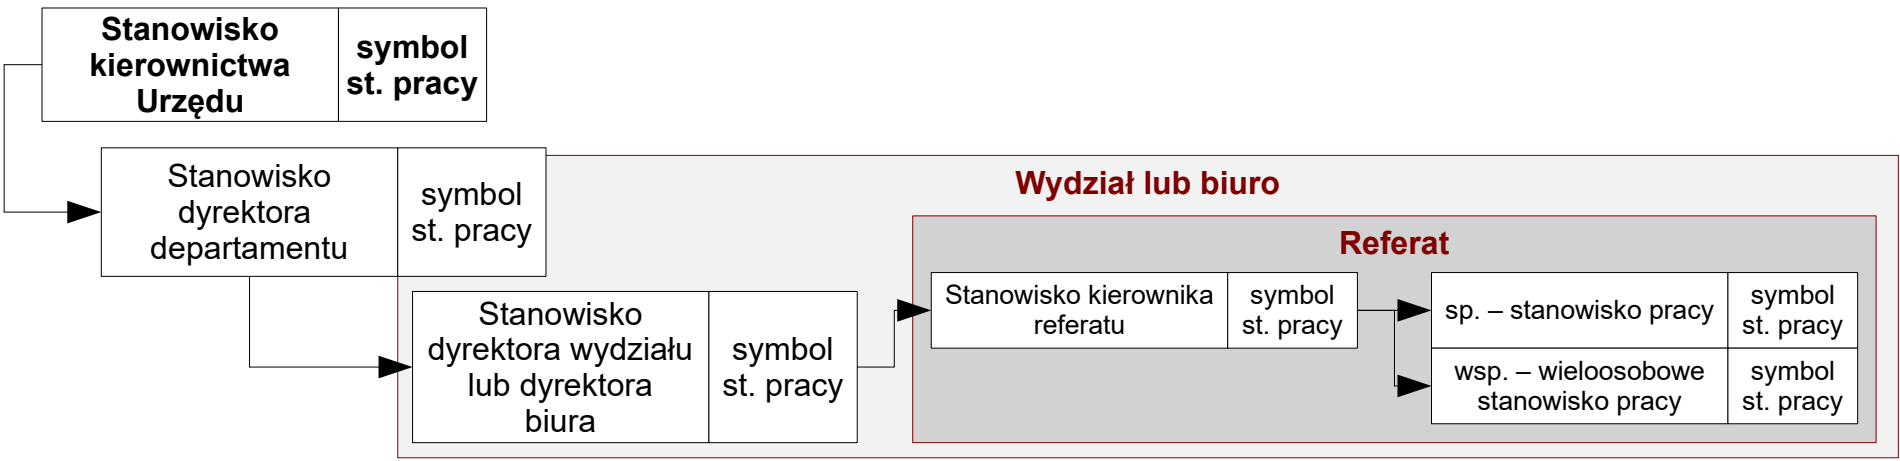 Stanowisko
kierownictwa
Urzędu
symbol
st. pracy
Stanowisko
dyrektora
departamentu
symbol
st. pracy
Wydział lub biuro
Stanowisko
dyrektora wydziału
lub dyrektora
biura
symbol
st. pracy
Referat
Stanowisko kierownika
referatu
symbol
st. pracy
sp. – stanowisko pracy
symbol
st. pracy
wsp. – wieloosobowe
stanowisko pracy
symbol
st. pracy